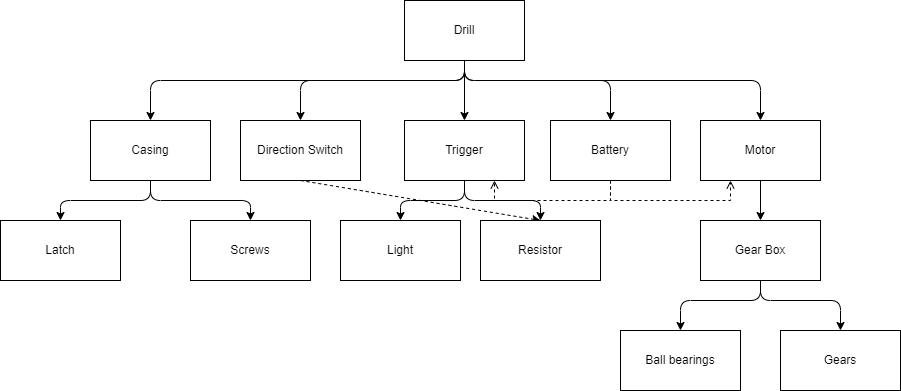 Drill
Casing
Direction Switch
Trigger
Battery
Motor
Latch
Screws
Light
Resistor
Gear Box
Ball bearings
Gears